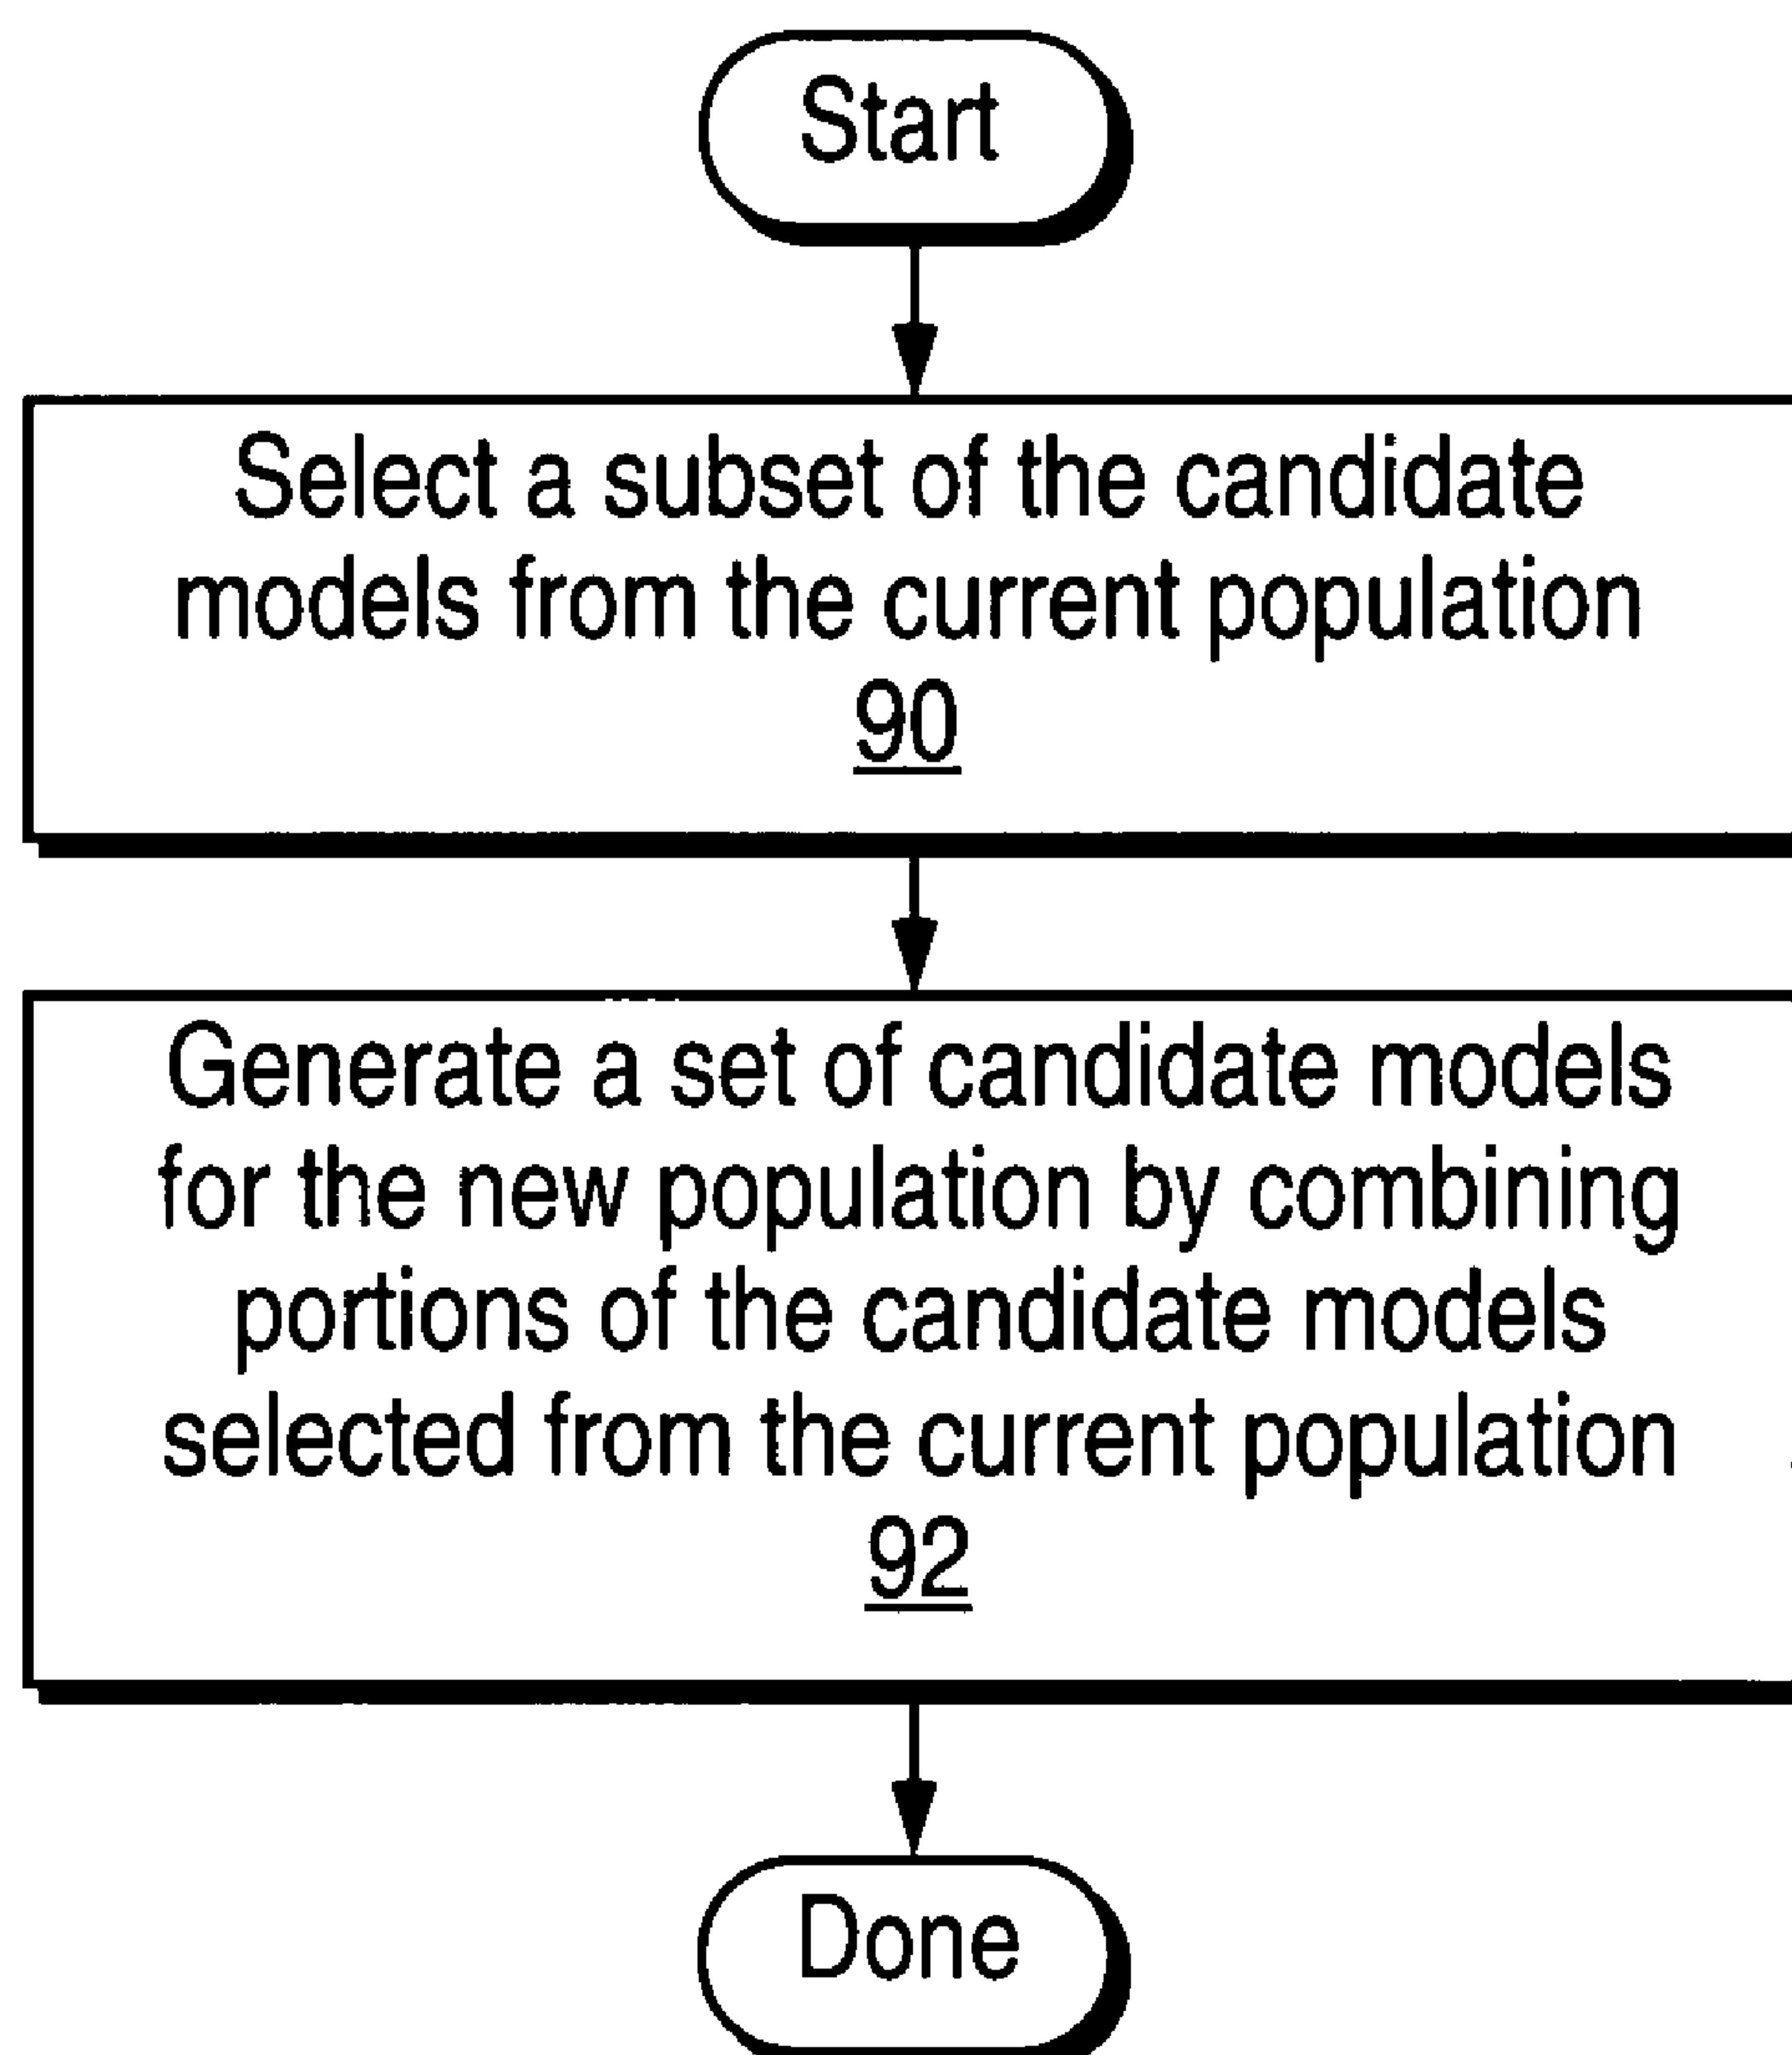 Start
Select a subset of the candidate
models from the current population
90
Generate a set of candidate models
for the new population by combining
portions of the candidate models
selected from the current population
92
Done